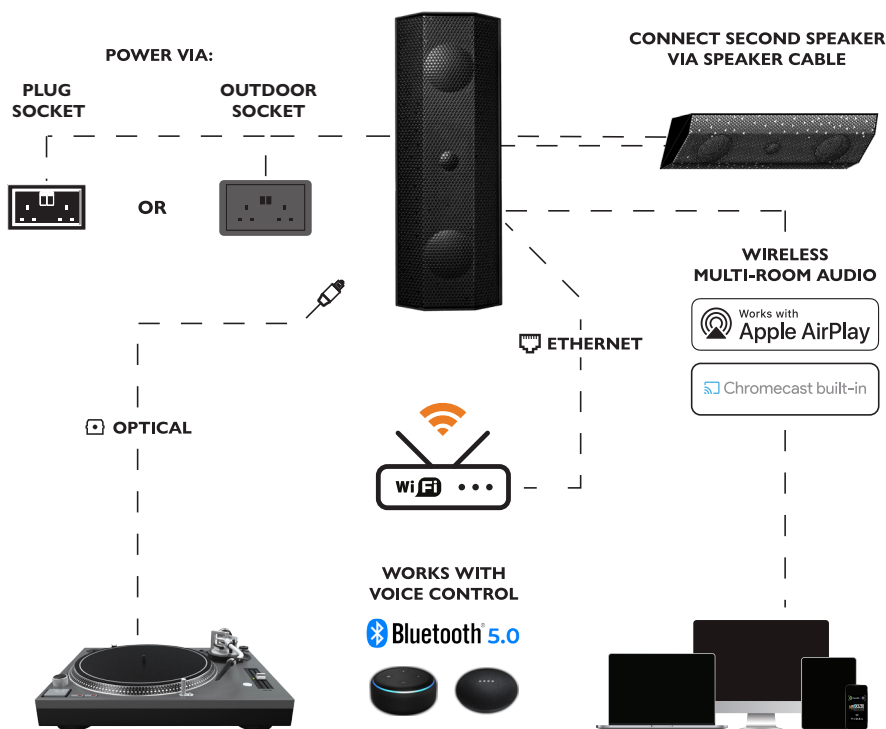 POWER VIA:
PLUG
SOCKET
OUTDOOR
SOCKET
OR
CONNECT SECOND SPEAKER
VIA SPEAKER CABLE
WIRELESS
MULTI-ROOM AUDIO
Works with
Apple AirPlay
Chromecast built-in
ETHERNET
OPTICAL
WiFi
WORKS WITH
VOICE CONTROL
Bluetooth® 5.0